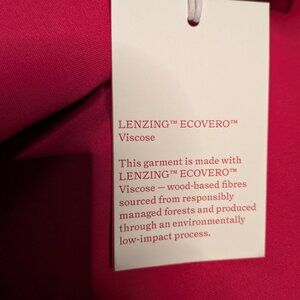 LENZING™ ECOVERO™
Viscose
This garment is made with
LENZING™ ECOVERO™
Viscose — wood-based fibres
sourced from responsibly
managed forests and produced
through an environmentally
low-impact process.